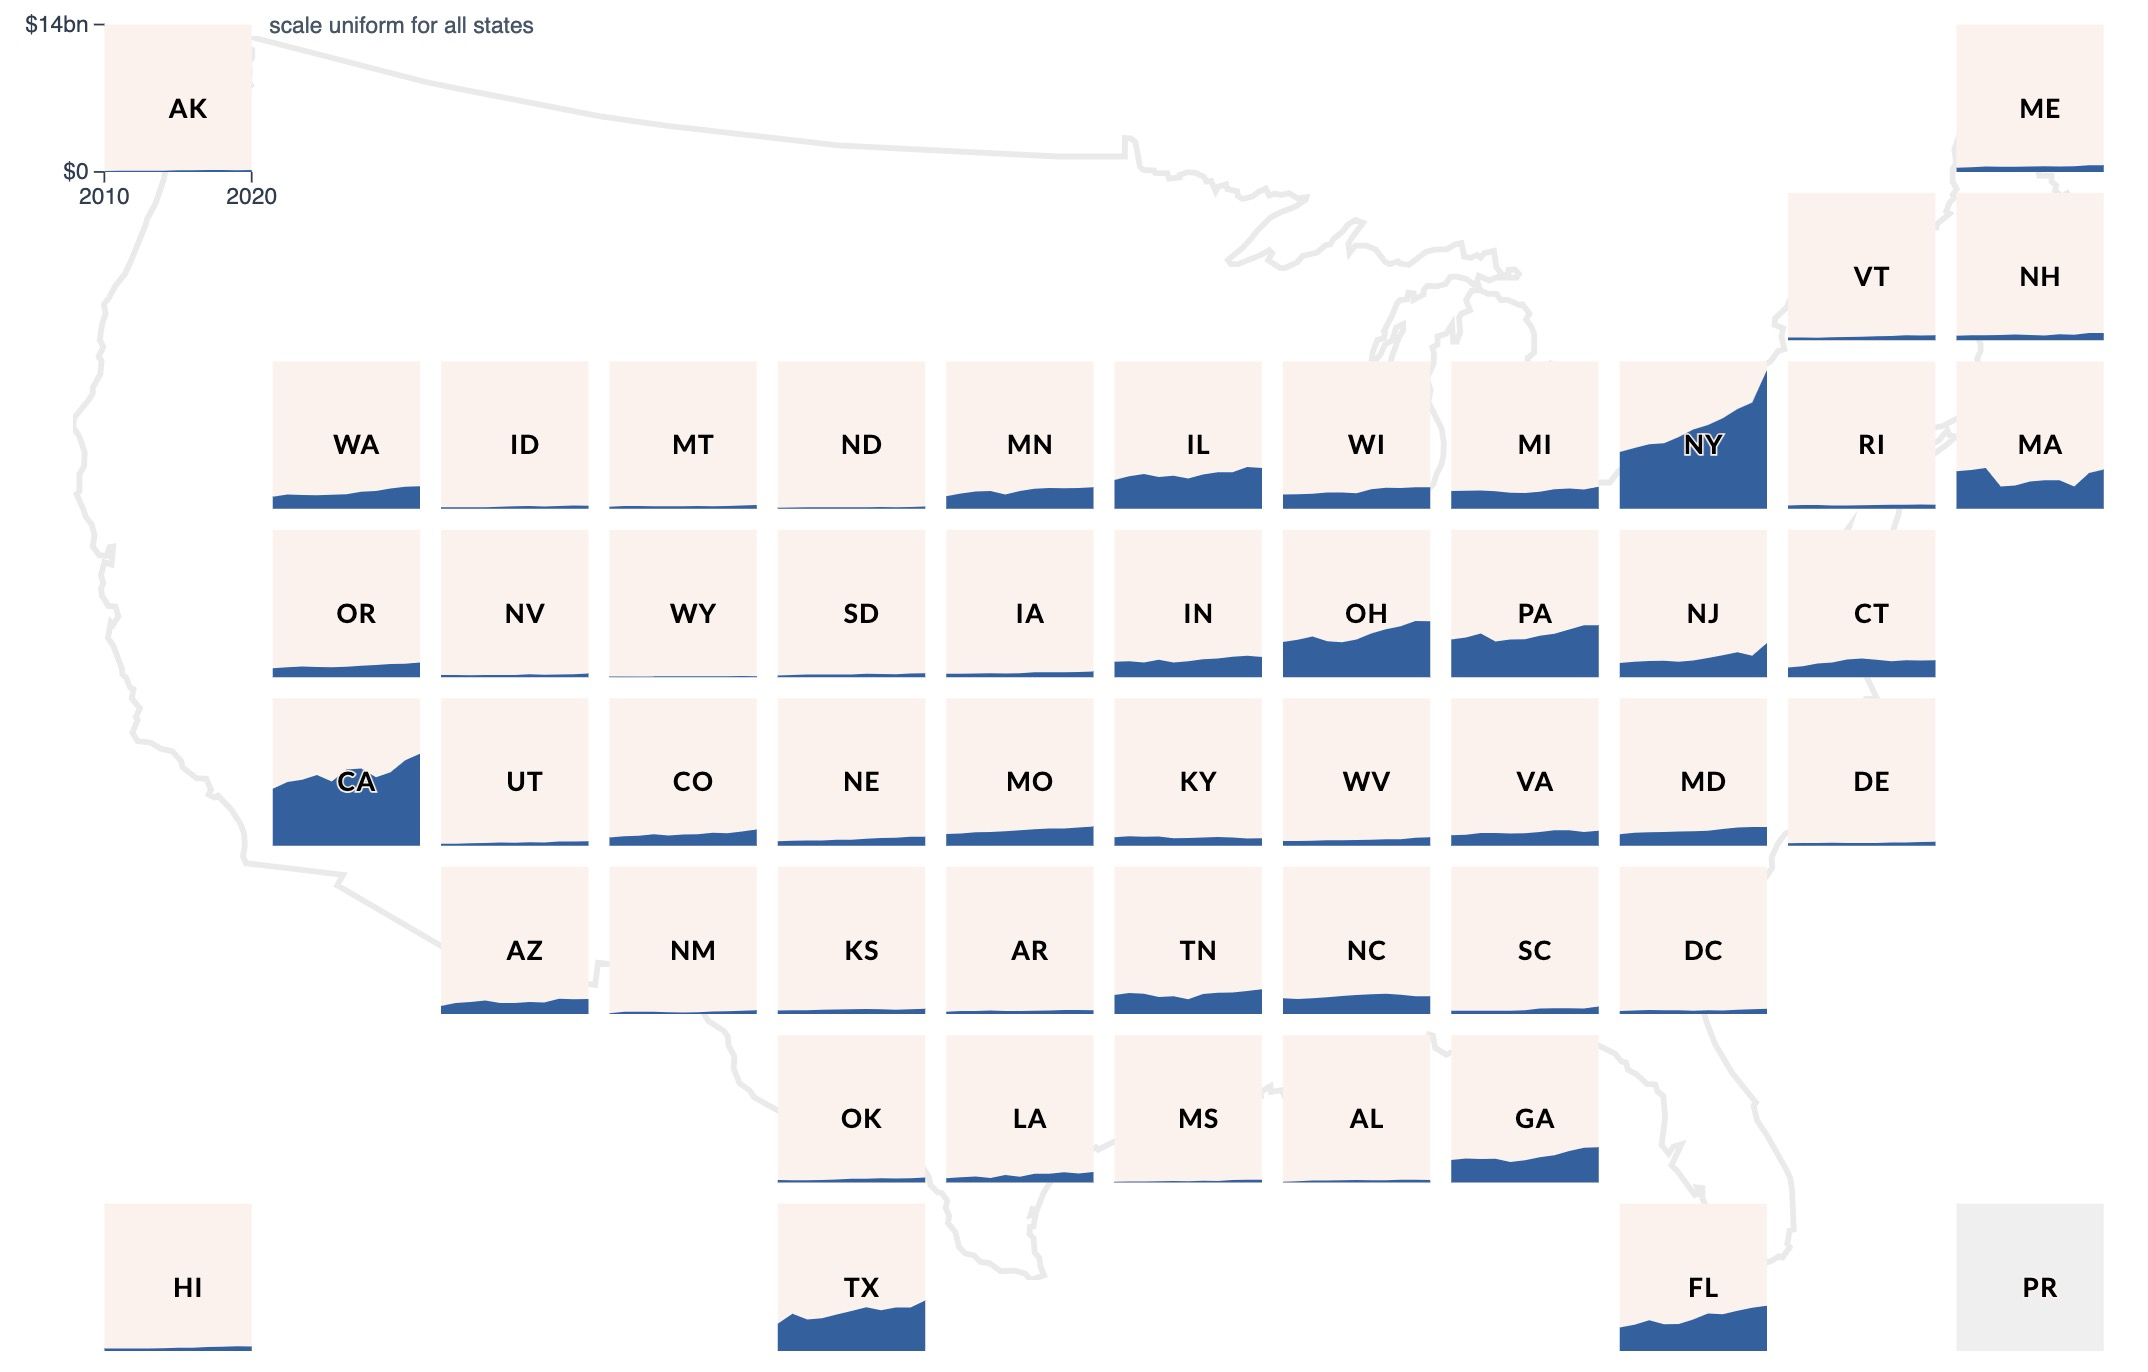 $14bn
scale uniform for all states
AK
ME
$0
2010 2020
VT NH
WA ID MT ND MN IL WI MI NY RI MA
OR NV WY SD IA IN OH PA NJ CT
CA UT CO NE MO KY WV VA MD DE
AZ NM KS AR TN NC SC DC
OK LA MS AL GA
HI TX FL PR